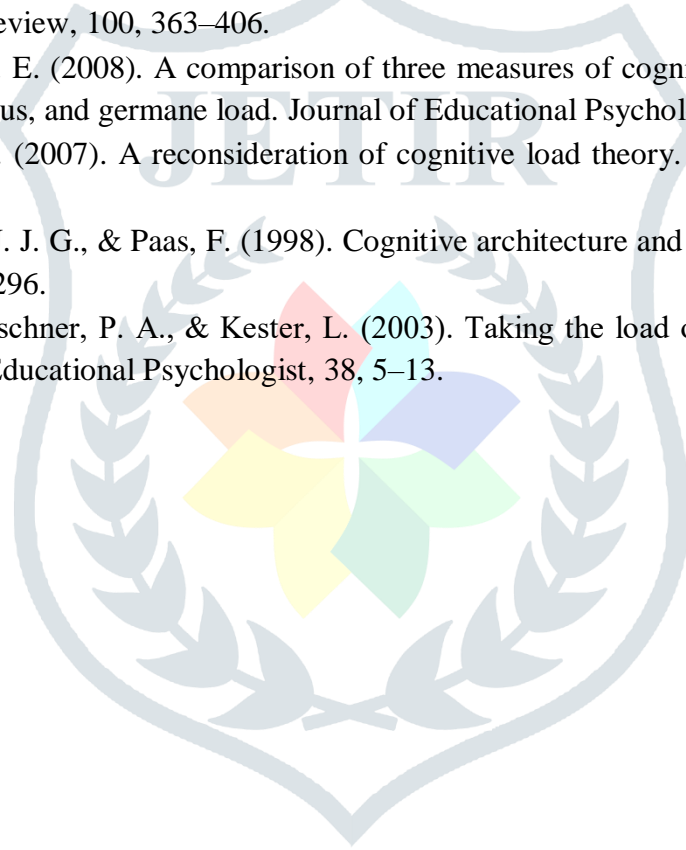 eview, 100, 363–406.
E. (2008). A comparison of three measures of cogni
us, and germane load. Journal of Educational Psychol
(2007). A reconsideration of cognitive load theory.
J. G., & Paas, F. (1998). Cognitive architecture and
296.
schner, P. A., & Kester, L. (2003). Taking the load
Educational Psychologist, 38, 5–13.
JETIR